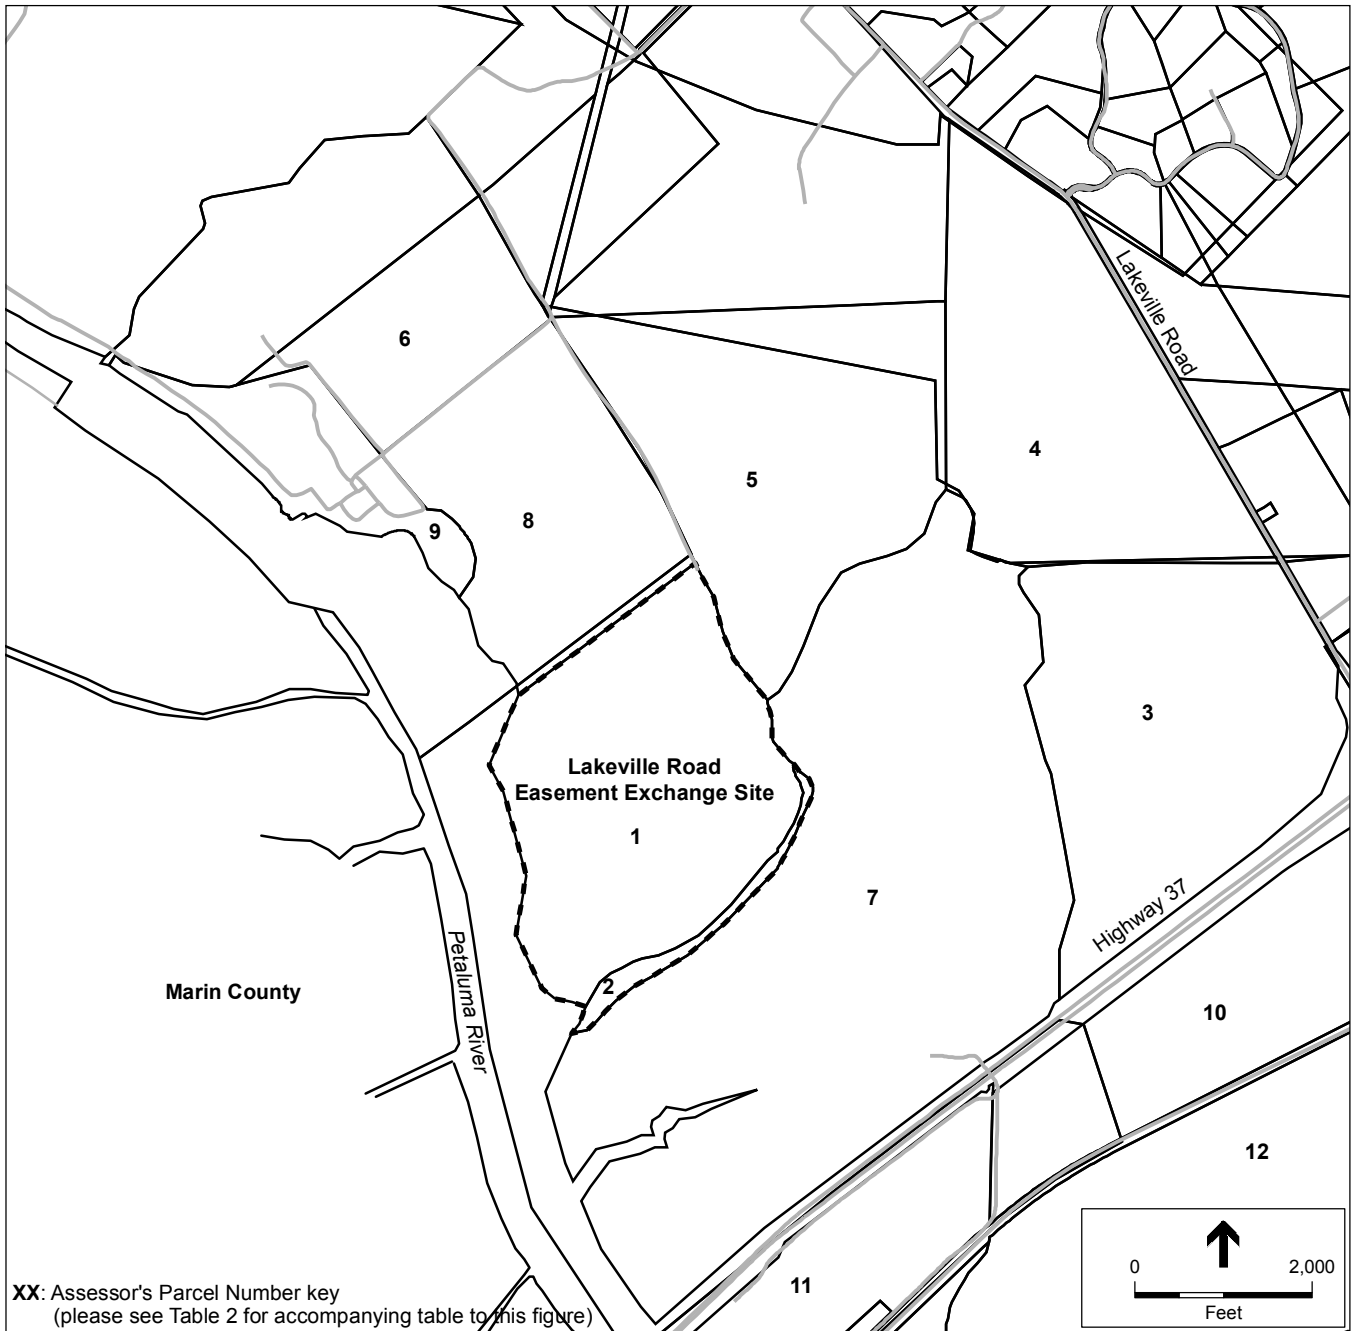 Lakeville Road
6
4
5
8
9
3
Lakeville Road
Easement Exchange Site
1
7
Highway 37
Petaluma River
2
Marin County
10
12
11
0 2,000
Feet
XX: Assessor's Parcel Number key
(please see Table 2 for accompanying table to this figure)